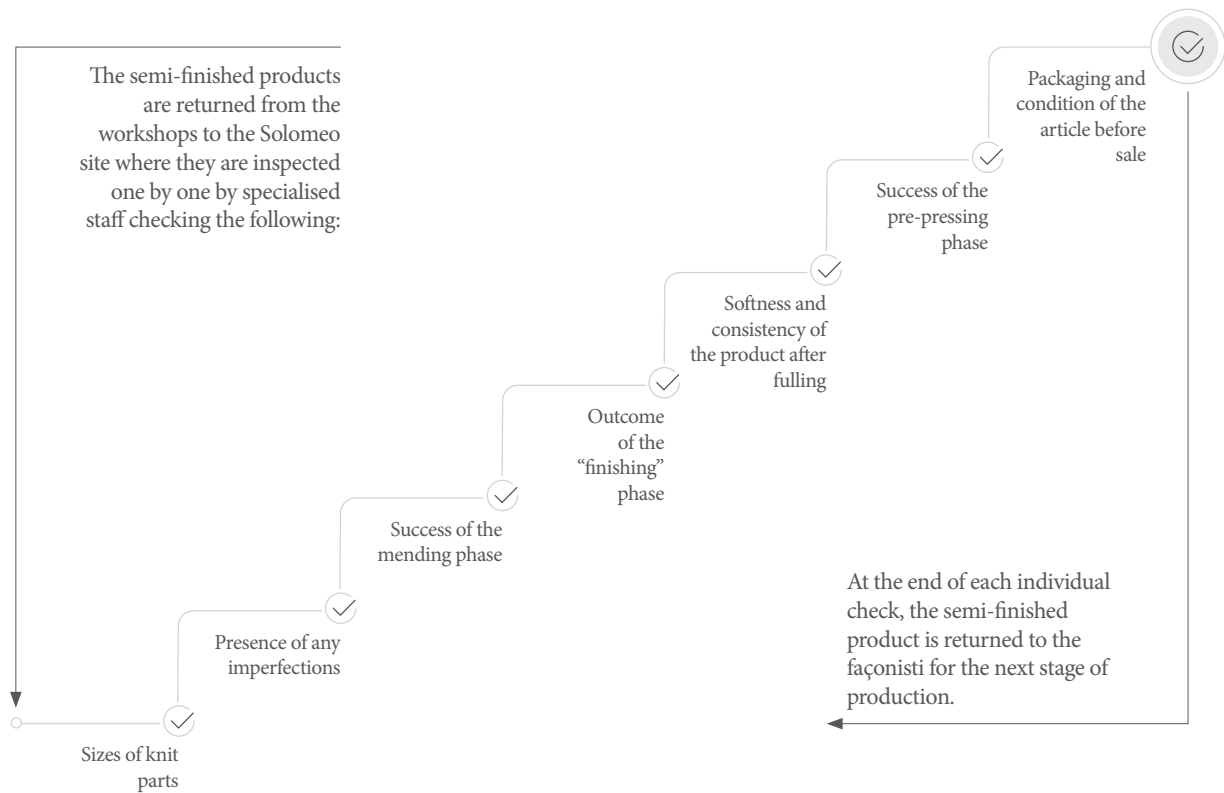 The semi-finished products
are returned from the
workshops to the Solomeo
site where they are inspected
one by one by specialised
staff checking the following:
Sizes of knit
parts
Presence of any
imperfections
Success of the
mending phase
Outcome
of the
“finishing”
phase
Softness and
consistency of
the product after
fulling
Success of the
pre-pressing
phase
Packaging and
condition of the
article before
sale
At the end of each individual
check, the semi-finished
product is returned to the
façonisti for the next stage of
production.